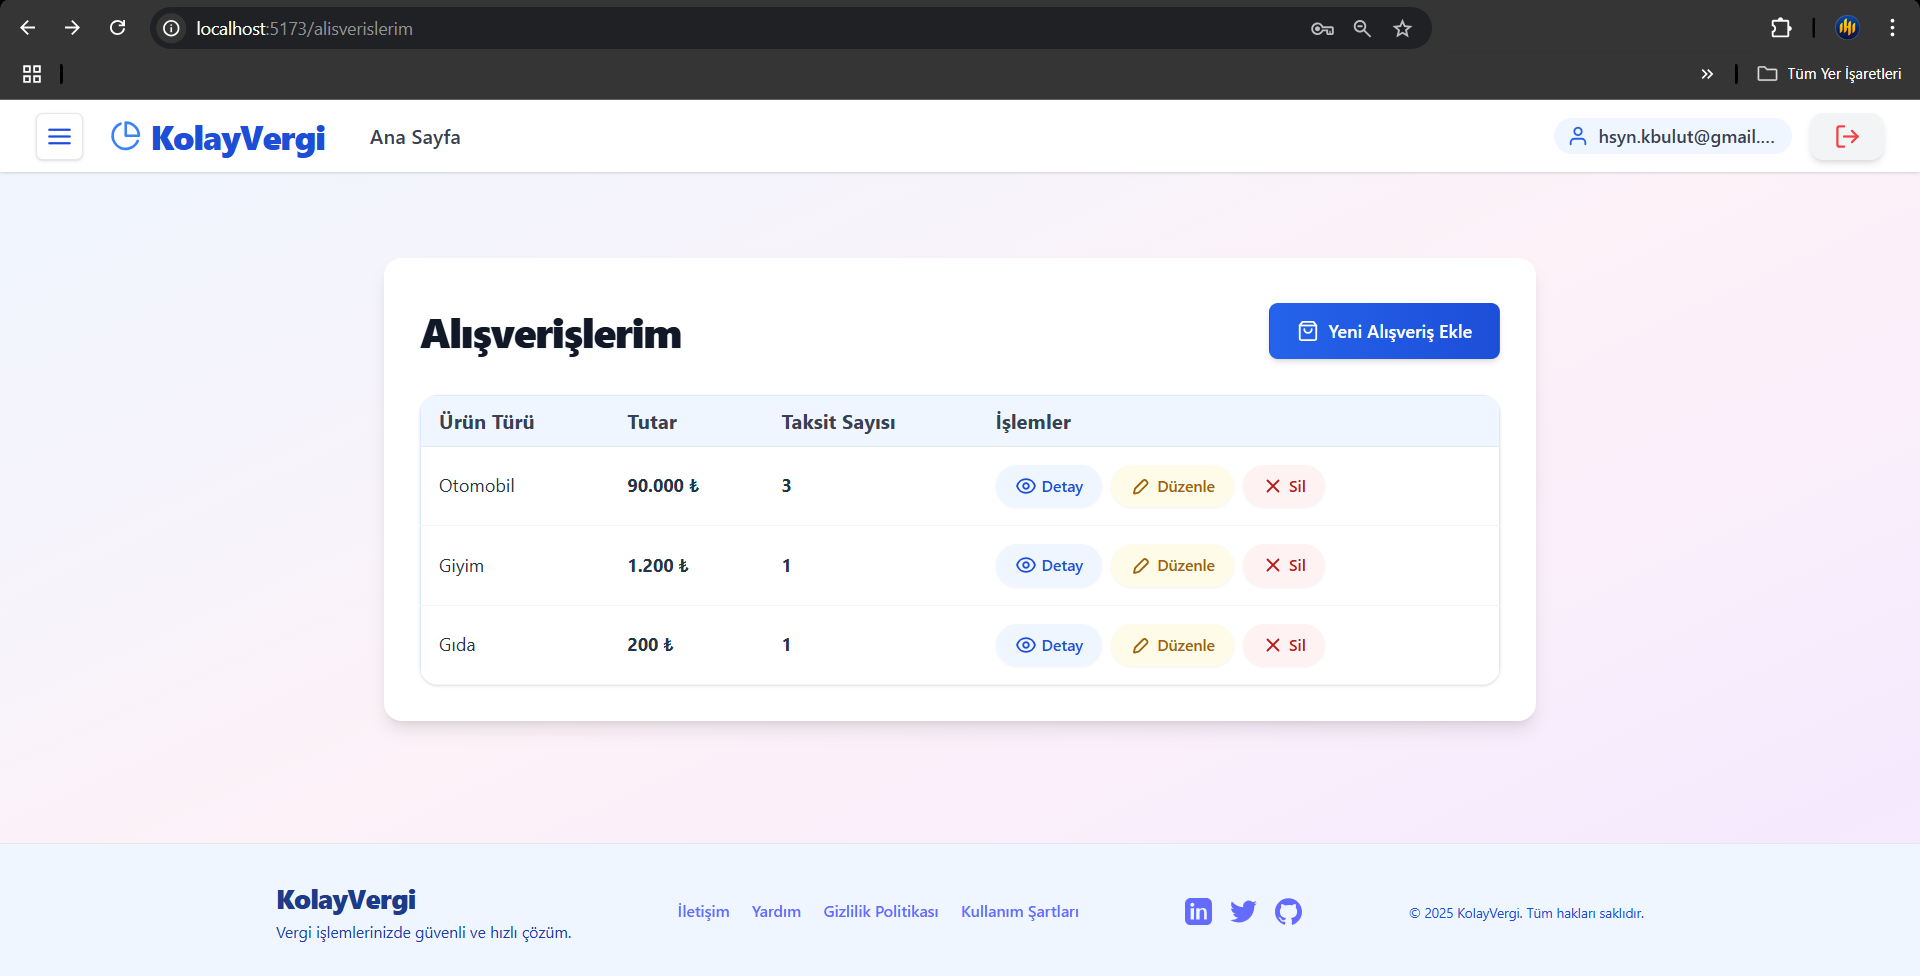 localhost:5173/alisverislerim
Tüm Yer İşaretleri
KolayVergi
Ana Sayfa
hsyn.kbulut@gmail....
Alışverişlerim
Yeni Alışveriş Ekle
Ürün Türü Tutar Taksit Sayısı İşlemler
Otomobil 90.000 ₺ 3 Detay Düzenle Sil
Giyim 1.200 ₺ 1 Detay Düzenle Sil
Gıda 200 ₺ 1 Detay Düzenle Sil
KolayVergi
Vergi işlemlerinizde güvenli ve hızlı çözüm.
İletişim Yardım Gizlilik Politikası Kullanım Şartları
in
© 2025 KolayVergi. Tüm hakları saklıdır.